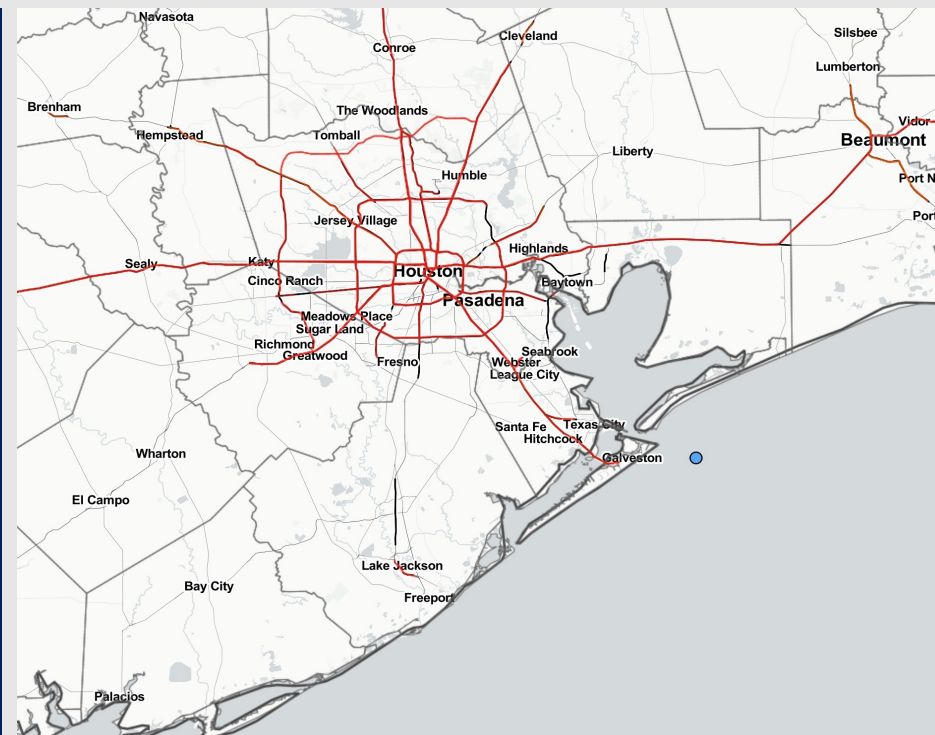 Navasota
Cleveland
Silsbee
Conroe
Lumberton
Brenham
The Woodlands
Vidor
Hempstead
Tomball
Beaumont
Liberty
Humble
Port N
Port
Jersey Village
Highlands
Sealy
Katy
Houston
Cinco Ranch
Baytown
Pasadena
Meadows Place
Sugar Land
Richmond
Greatwood
Seabrook
Fresno
Webster
League City
Santa Fe
Texas City
Hitchcock
Wharton
Galveston
El Campo
Lake Jackson
Bay City
Freeport
Palacios